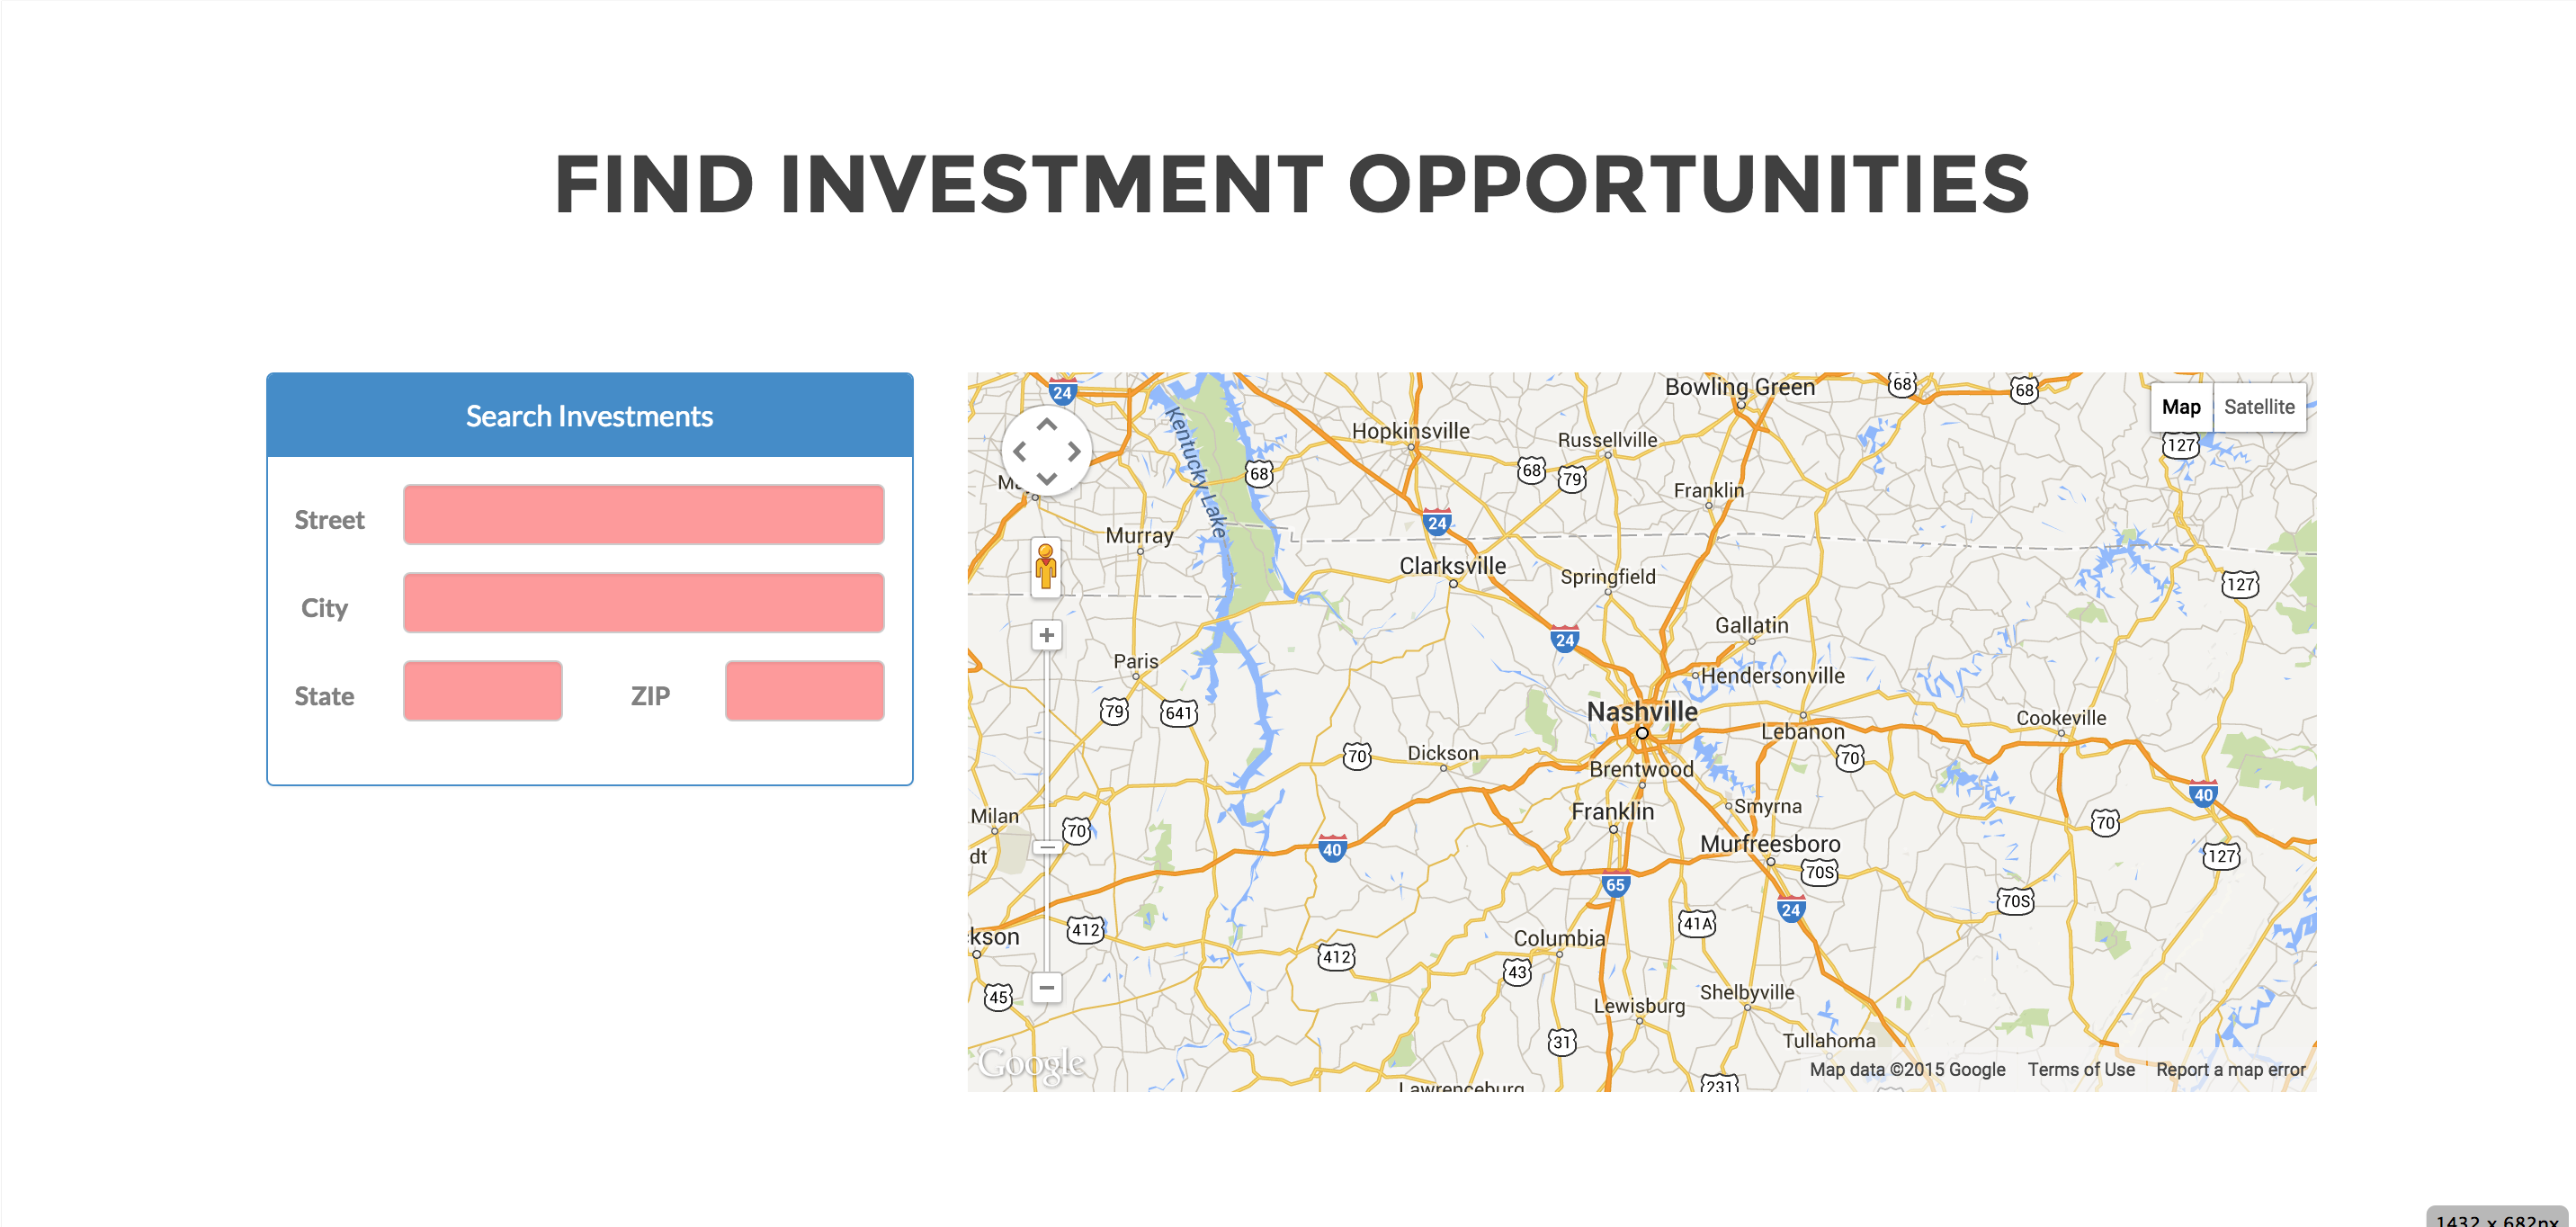 FIND INVESTMENT OPPORTUNITIES
Search Investments
Street
City
State
ZIP
Map
Satellite
Bowling Green
Hopkinsville
Russellville
Franklin
Kentucky Lake
Murray
Clarksville
Springfield
Gallatin
Hendersonville
Paris
Nashville
Cookeville
Lebanon
Dickson
Brentwood
Smyrna
Franklin
Milan
dt
Murfreesboro
kson
Columbia
Lewisburg
Shelbyville
Tullahoma
Lawrenceburg
24
68
68
127
68
68
79
24
127
24
79
641
70
70
40
70
70
127
40
65
70S
70S
24
41A
412
412
43
45
31
231
Google
Map data ©2015 Google
Terms of Use
Report a map error
1432 x 682px